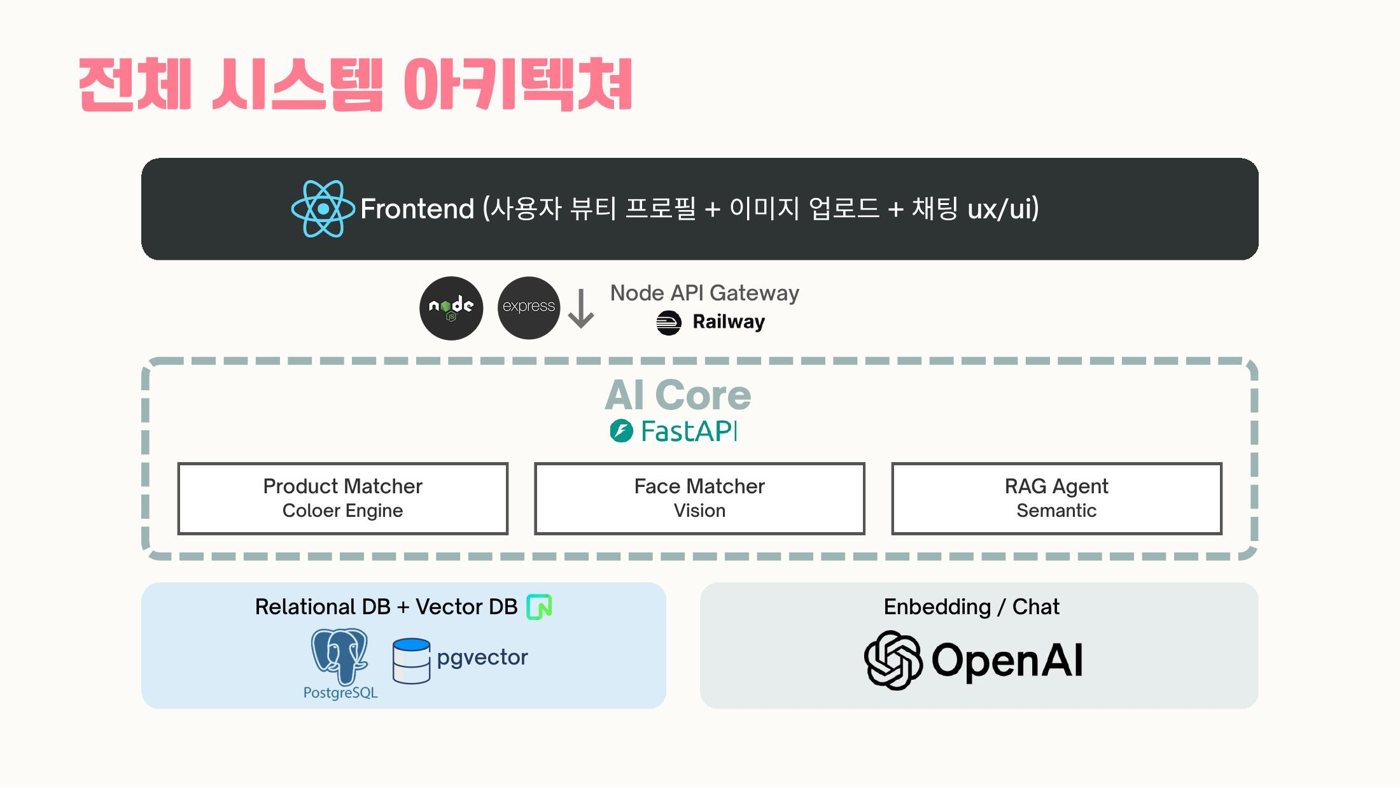 전체 시스템 아키텍쳐
Frontend (사용자 뷰티 프로필 + 이미지 업로드 + 채팅 ux/ui)
node
JS
express
Node API Gateway
Railway
AI Core
FastAPI
Product Matcher
Coloer Engine
Face Matcher
Vision
RAG Agent
Semantic
Relational DB + Vector DB
PostgreSQL
pgvector
Enbedding / Chat
OpenAI